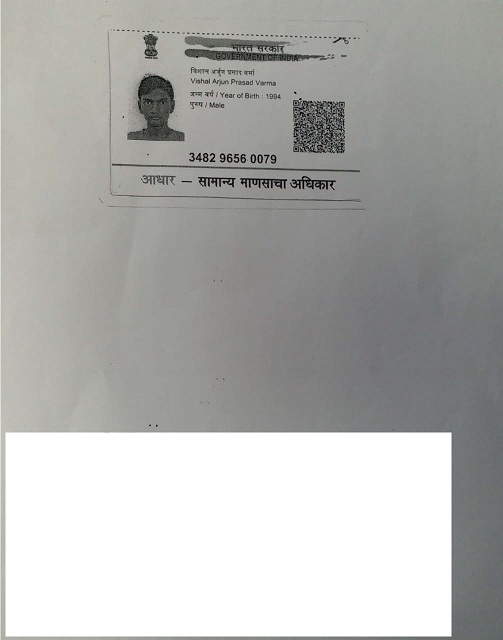 भारत सरकार
GOVERNMENT OF INDIA
विशाल अर्जुन प्रसाद वर्मा
Vishal Arjun Prasad Varma
जन्म वर्ष / Year of Birth : 1994
पुरुष / Male
3482 9656 0079
आधार — सामान्य माणसाचा अधिकार